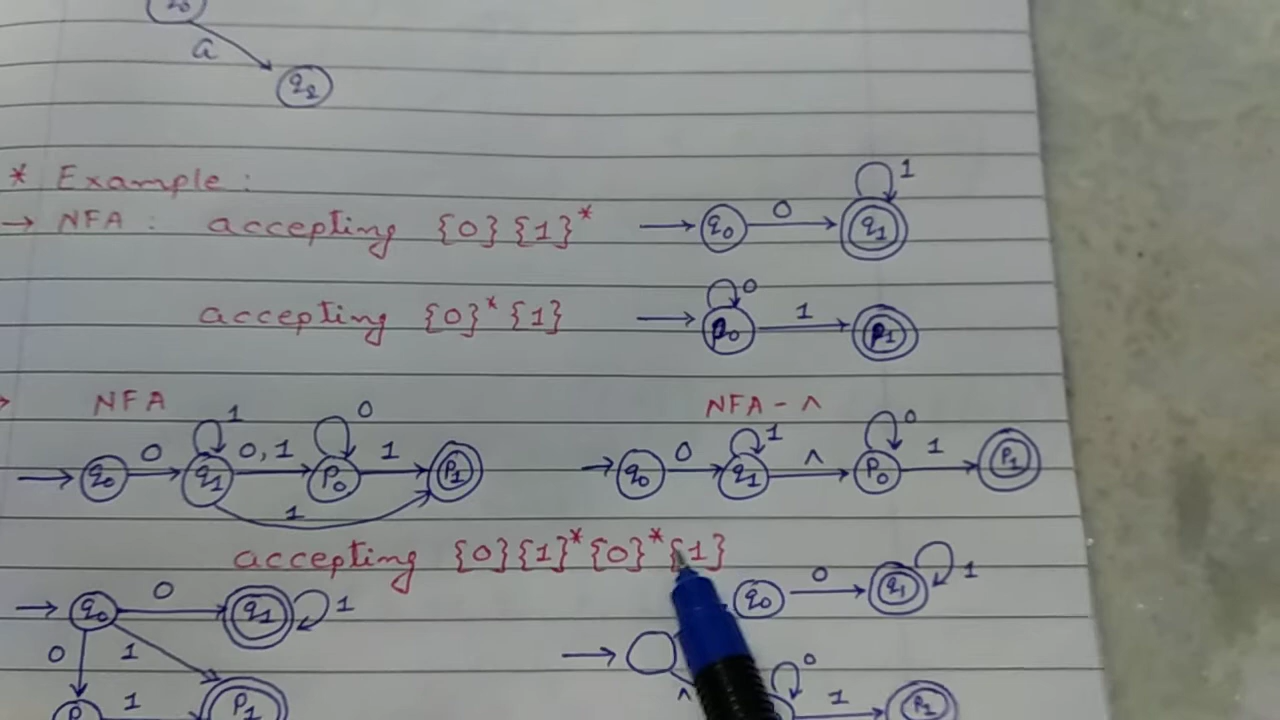 a
q2
* Example :
→ NFA : accepting {0}{1}* → q0 0 q1 1
accepting {0}*{1} → p0 0 1 p1
NFA NFA-∧
→ q0 0 q1 1 0,1 P0 0 1 P1 1
→ q0 0 q1 1 ∧ P0 0 1 P1
accepting {0}{1}*{0}*{1}
→ q0 0 q1 1
q0 0 q1 1
0 1 1 P1
→ ∧ 0 1